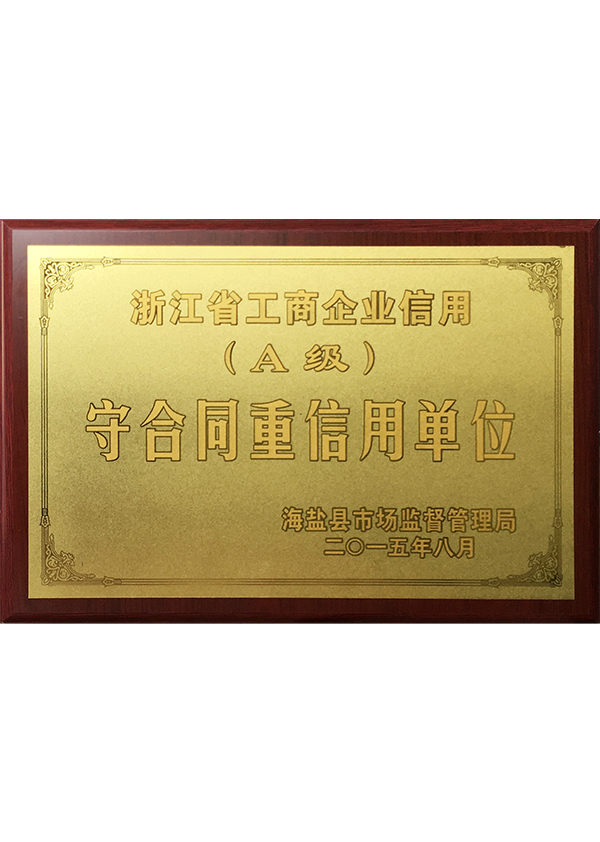 浙江省工商企业信用
（A 级）
守合同重信用单位
海盐县市场监督管理局
二〇一五年八月